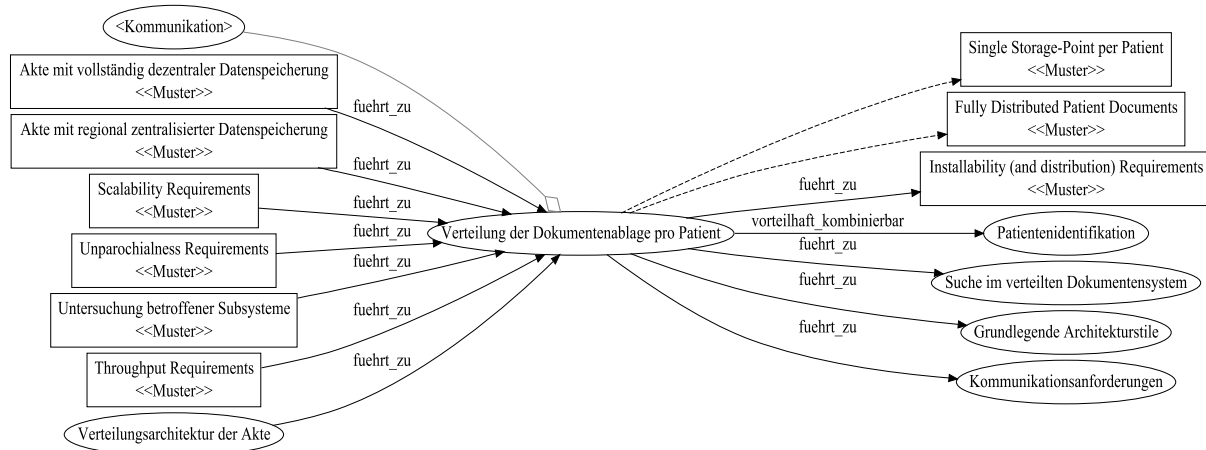 <Kommunikation>
Akte mit vollständig dezentraler Datenspeicherung
<<Muster>>
Akte mit regional zentralisierter Datenspeicherung
<<Muster>>
Scalability Requirements
<<Muster>>
Unparochialness Requirements
<<Muster>>
Untersuchung betroffener Subsysteme
<<Muster>>
Throughput Requirements
<<Muster>>
Verteilungsarchitektur der Akte
fuehrt_zu
fuehrt_zu
fuehrt_zu
fuehrt_zu
fuehrt_zu
fuehrt_zu
fuehrt_zu
Verteilung der Dokumentenablage pro Patient
fuehrt_zu
vorteilhaft_kombinierbar
fuehrt_zu
fuehrt_zu
fuehrt_zu
Single Storage-Point per Patient
<<Muster>>
Fully Distributed Patient Documents
<<Muster>>
Installability (and distribution) Requirements
<<Muster>>
Patientenidentifikation
Suche im verteilten Dokumentensystem
Grundlegende Architekturstile
Kommunikationsanforderungen